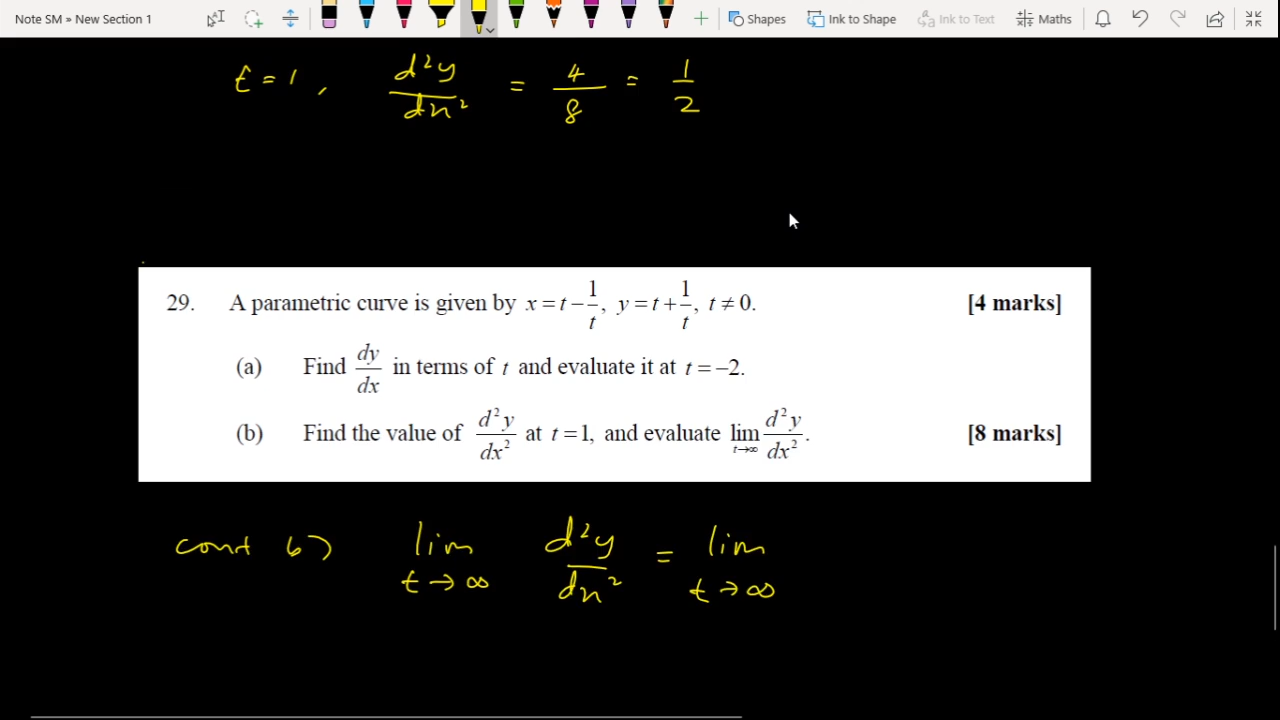 Note SM » New Section 1 Shapes Ink to Shape Ink to Text Maths
t = 1 , d²y/dx² = 4/8 = 1/2
29. A parametric curve is given by x = t − 1/t, y = t + 1/t, t ≠ 0. [4 marks]
(a) Find dy/dx in terms of t and evaluate it at t = −2.
(b) Find the value of d²y/dx² at t = 1, and evaluate lim t→∞ d²y/dx². [8 marks]
cont b) lim t→∞ d²y/dx² = lim t→∞